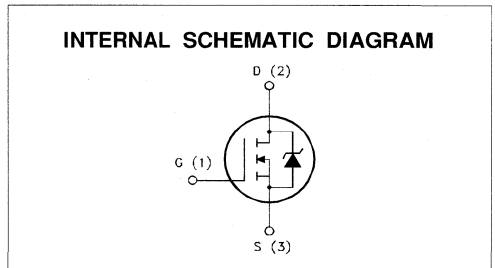 INTERNAL SCHEMATIC DIAGRAM
D (2)
G (1)
S (3)